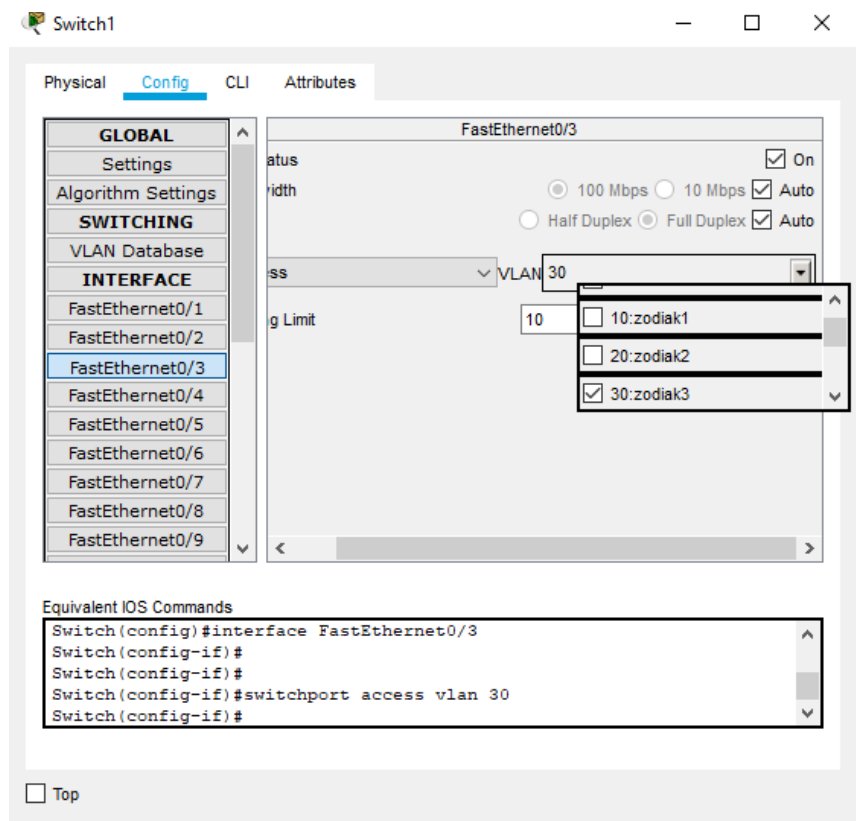 Switch1
Physical Config CLI Attributes
GLOBAL
Settings
Algorithm Settings
SWITCHING
VLAN Database
INTERFACE
FastEthernet0/1
FastEthernet0/2
FastEthernet0/3
FastEthernet0/4
FastEthernet0/5
FastEthernet0/6
FastEthernet0/7
FastEthernet0/8
FastEthernet0/9
FastEthernet0/3
atus On
idth 100 Mbps 10 Mbps Auto
Half Duplex Full Duplex Auto
ss VLAN 30
g Limit 10
10:zodiak1
20:zodiak2
30:zodiak3
Equivalent IOS Commands
Switch(config)#interface FastEthernet0/3
Switch(config-if)#
Switch(config-if)#
Switch(config-if)#switchport access vlan 30
Switch(config-if)#
Top